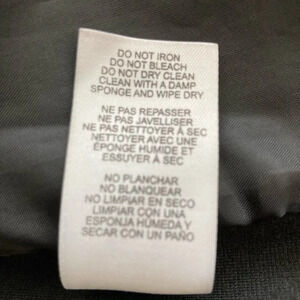 DO NOT IRON
DO NOT BLEACH
DO NOT DRY CLEAN
CLEAN WITH A DAMP
SPONGE AND WIPE DRY
NE PAS REPASSER
NE PAS JAVELLISER
NE PAS NETTOYER À SEC
NETTOYER AVEC UNE
ÉPONGE HUMIDE ET
ESSUYER À SEC
NO PLANCHAR
NO BLANQUEAR
NO LIMPIAR EN SECO
LIMPIAR CON UNA
ESPONJA HÚMEDA Y
SECAR CON UN PAÑO